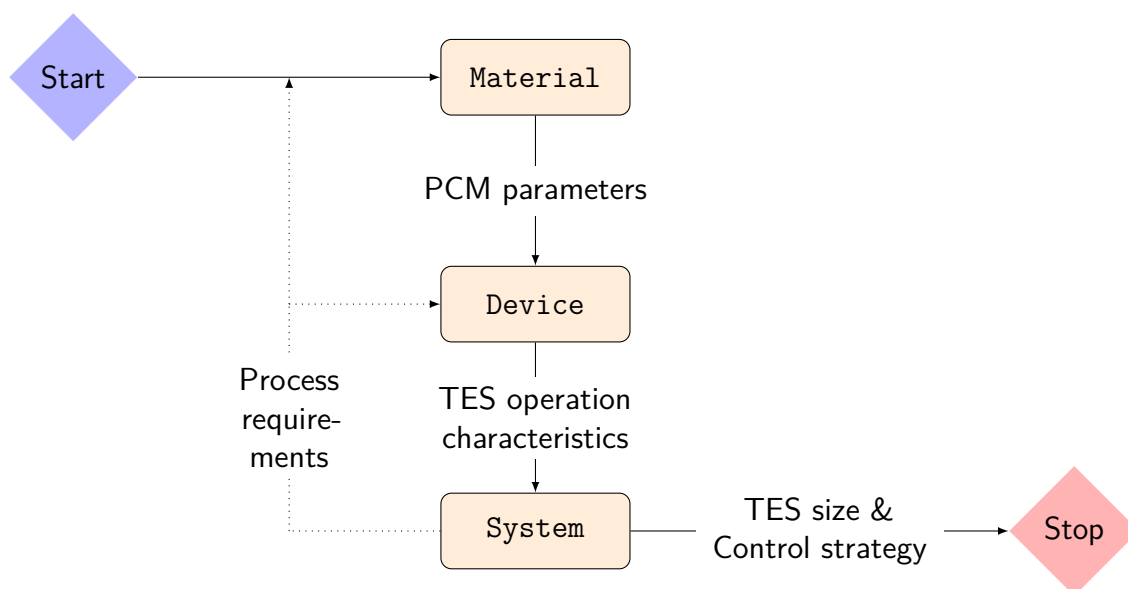 Start
Material
PCM parameters
Device
Process
require-
ments
TES operation
characteristics
System
TES size &
Control strategy
Stop